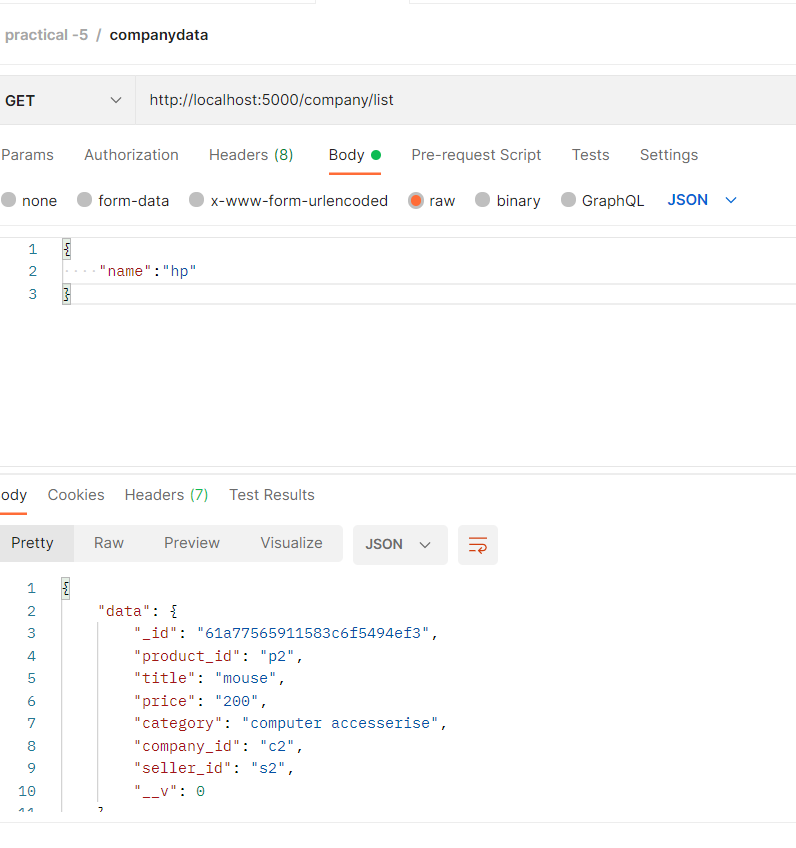 practical -5 / companydata
GET http://localhost:5000/company/list
Params Authorization Headers (8) Body Pre-request Script Tests Settings
none form-data x-www-form-urlencoded raw binary GraphQL JSON
1 {
2 ····"name":"hp"
3 }
ody Cookies Headers (7) Test Results
Pretty Raw Preview Visualize JSON
1 {
2 "data": {
3 "_id": "61a77565911583c6f5494ef3",
4 "product_id": "p2",
5 "title": "mouse",
6 "price": "200",
7 "category": "computer accesserise",
8 "company_id": "c2",
9 "seller_id": "s2",
10 "__v": 0